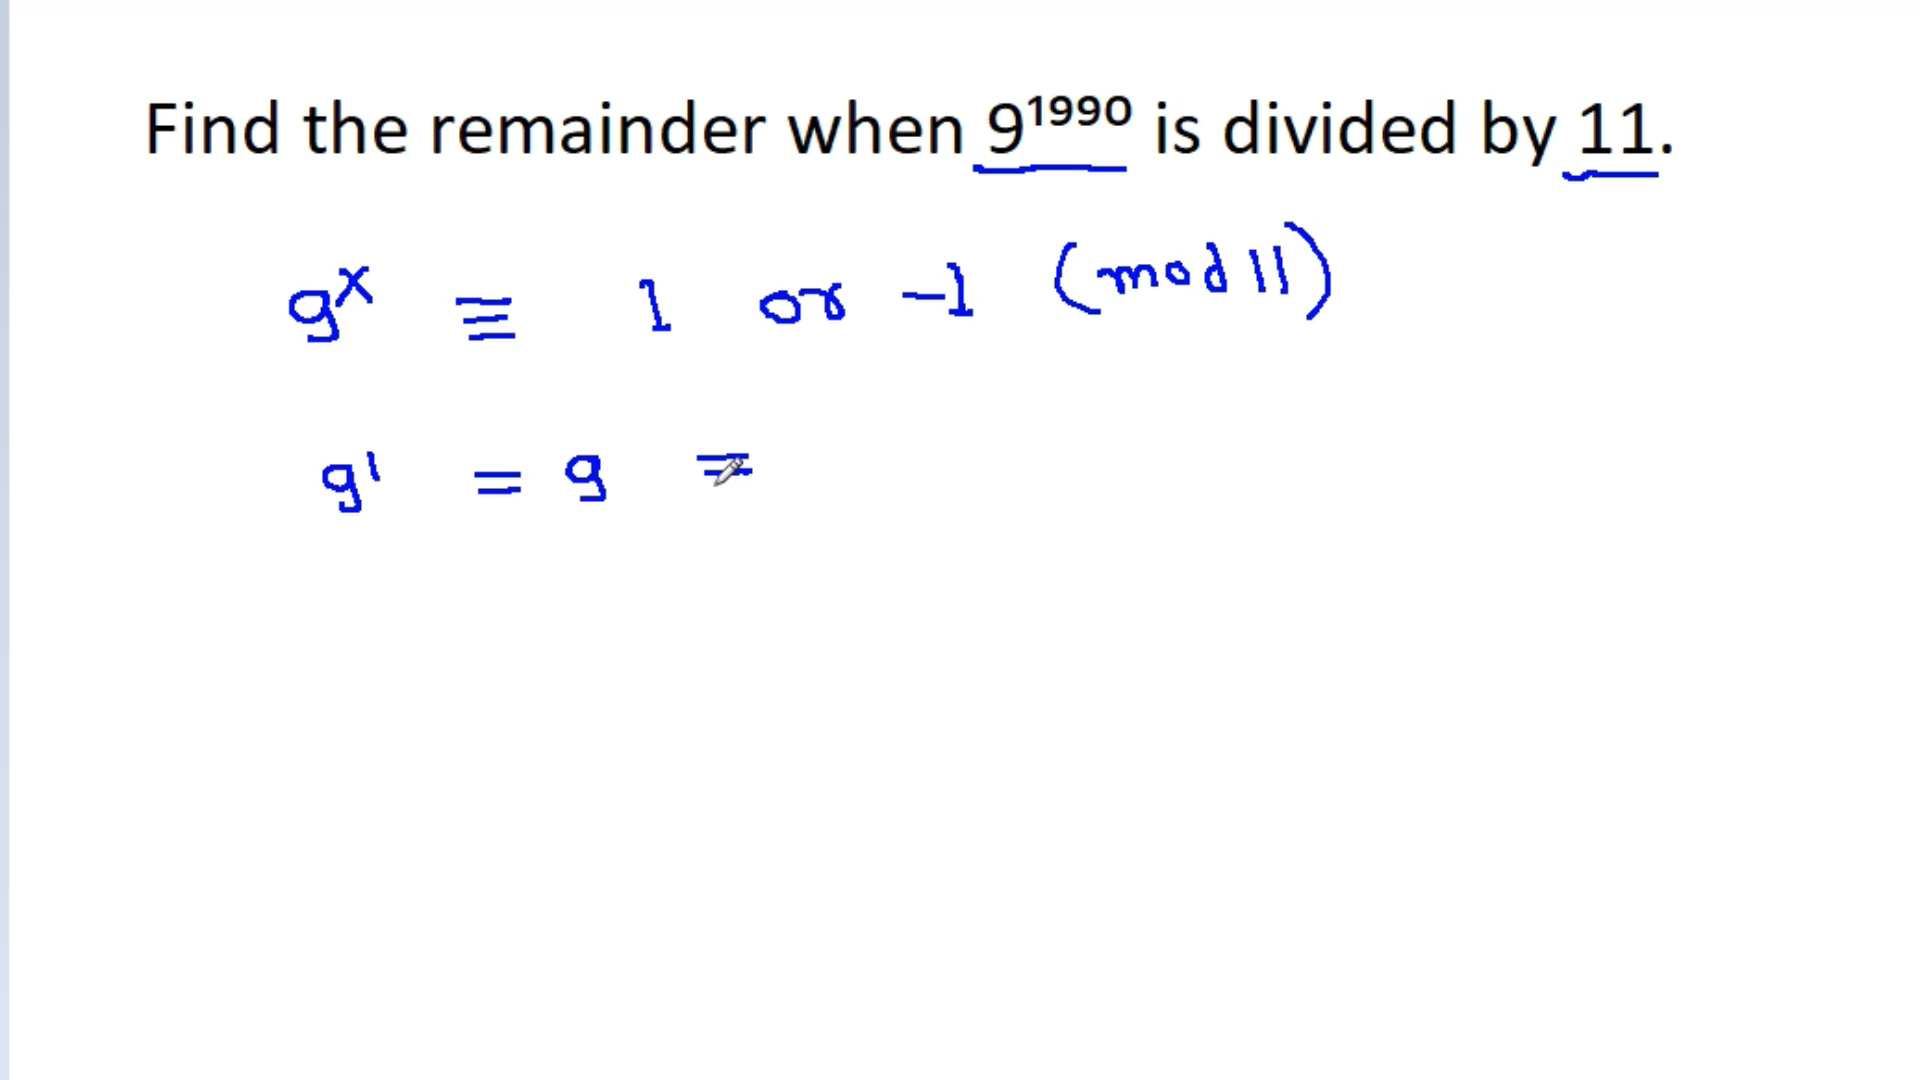 Find the remainder when 9¹⁹⁹⁰ is divided by 11.
9ˣ ≡ 1 or -1 (mod 11)
9¹ = 9 =